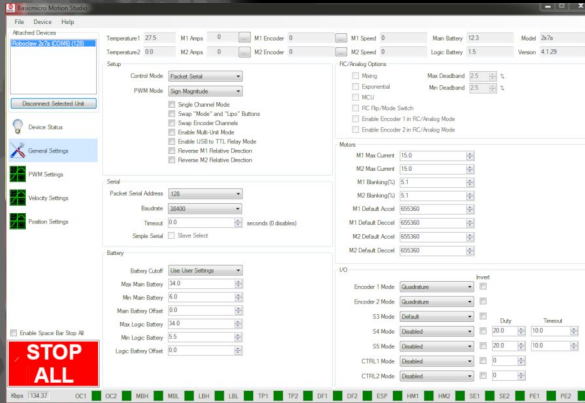 Basicmicro Motion Studio
File Device Help
Attached Devices
Roboclaw 2x7a (COM6) (128)
Disconnect Selected Unit
Device Status
General Settings
PWM Settings
Velocity Settings
Position Settings
Enable Space Bar Stop All
STOP
ALL
Temperature1 27.5 M1 Amps 0 ... M1 Encoder 0 ... M1 Speed 0 Main Battery 12.3 Model 2x7a
Temperature2 0.0 M2 Amps 0 ... M2 Encoder 0 ... M2 Speed 0 Logic Battery 1.5 Version 4.1.29
Setup
Control Mode Packet Serial
PWM Mode Sign Magnitude
Single Channel Mode
Swap "Mode" and "Lipo" Buttons
Swap Encoder Channels
Enable Multi-Unit Mode
Enable USB to TTL Relay Mode
Reverse M1 Relative Direction
Reverse M2 Relative Direction
Serial
Packet Serial Address 128
Baudrate 38400
Timeout 0.0 seconds (0 disables)
Simple Serial Slave Select
Battery
Battery Cutoff Use User Settings
Max Main Battery 34.0
Min Main Battery 6.0
Main Battery Offset 0.0
Max Logic Battery 34.0
Min Logic Battery 5.5
Logic Battery Offset 0.0
RC/Analog Options
Mixing Max Deadband 2.5 %
Exponential Min Deadband 2.5 %
MCU
RC Flip/Mode Switch
Enable Encoder 1 in RC/Analog Mode
Enable Encoder 2 in RC/Analog Mode
Motors
M1 Max Current 15.0
M2 Max Current 15.0
M1 Blanking(%) 5.1
M2 Blanking(%) 5.1
M1 Default Accel 655360
M1 Default Deccel 655360
M2 Default Accel 655360
M2 Default Deccel 655360
I/O
Invert
Encoder 1 Mode Quadrature
Encoder 2 Mode Quadrature
S3 Mode Default Duty Timeout
S4 Mode Disabled 20.0 10.0
S5 Mode Disabled 20.0 10.0
CTRL1 Mode Disabled 0
CTRL2 Mode Disabled 0
Kbps 134.37 OC1 OC2 MBH MBL LBH LBL TP1 TP2 DF1 DF2 ESP HM1 HM2 SE1 SE2 PE1 PE2